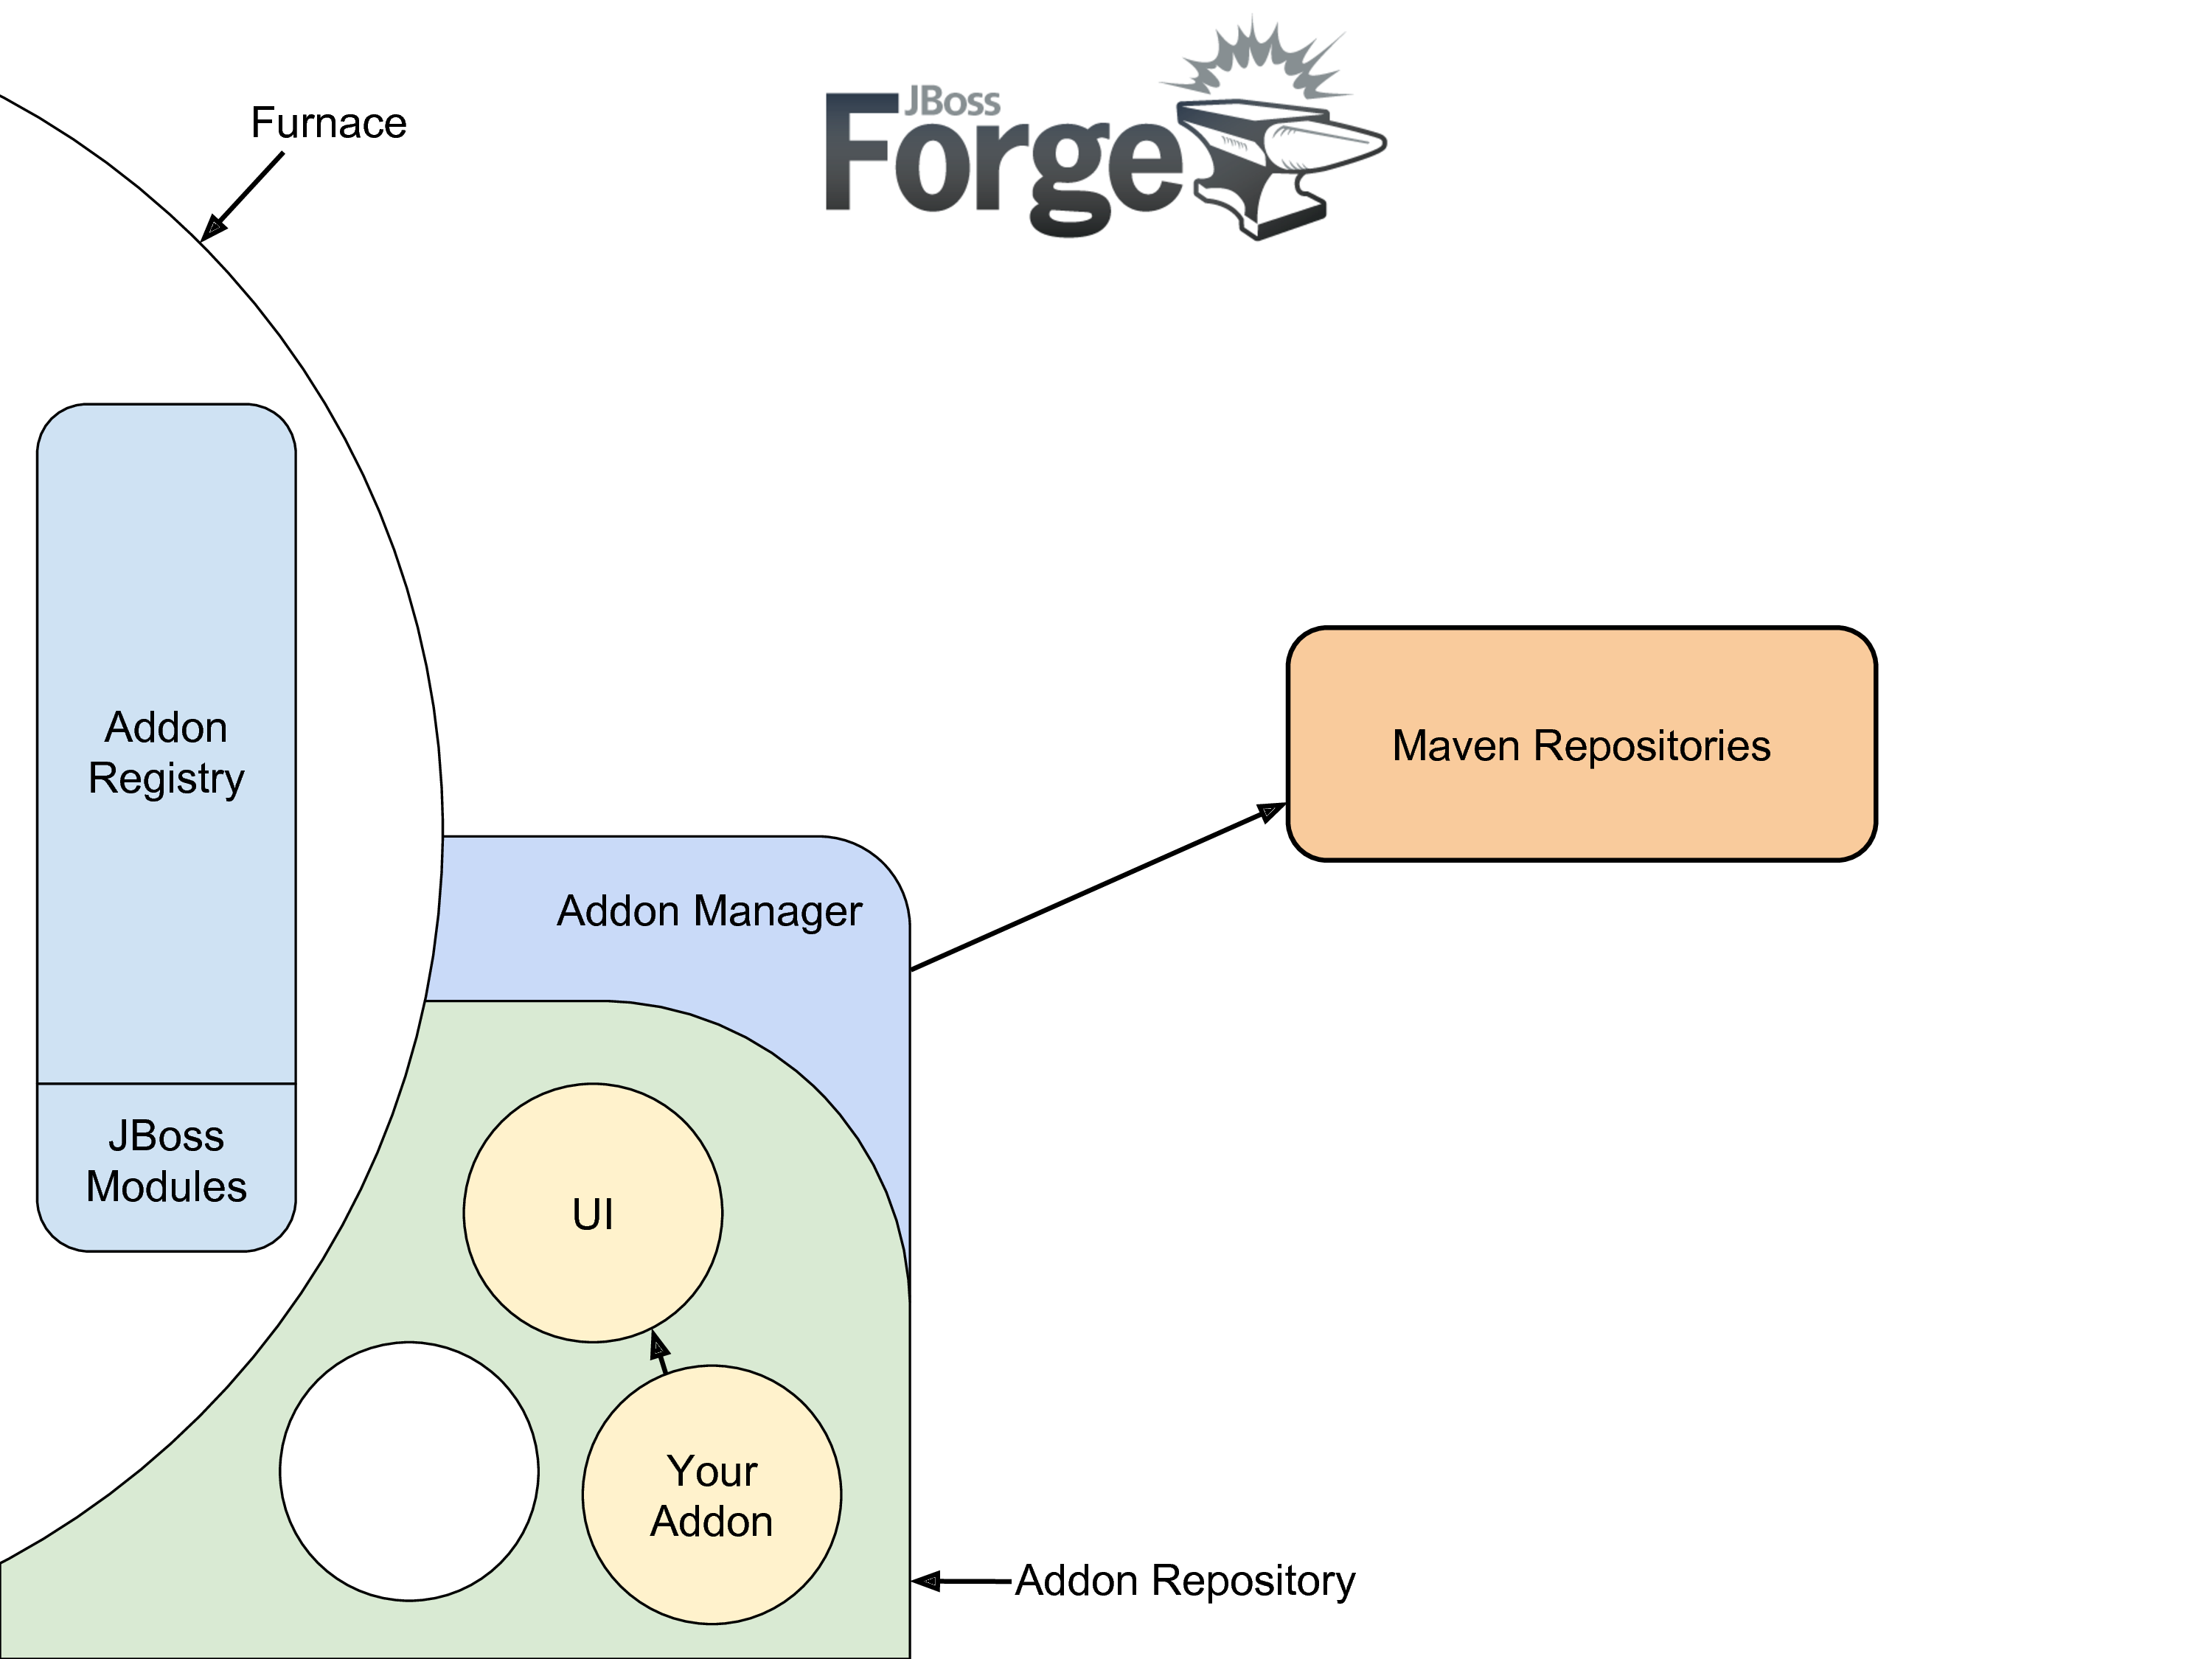 JBoss
Forge
Furnace
Addon
Registry
Maven Repositories
Addon Manager
JBoss
Modules
UI
Your
Addon
Addon Repository